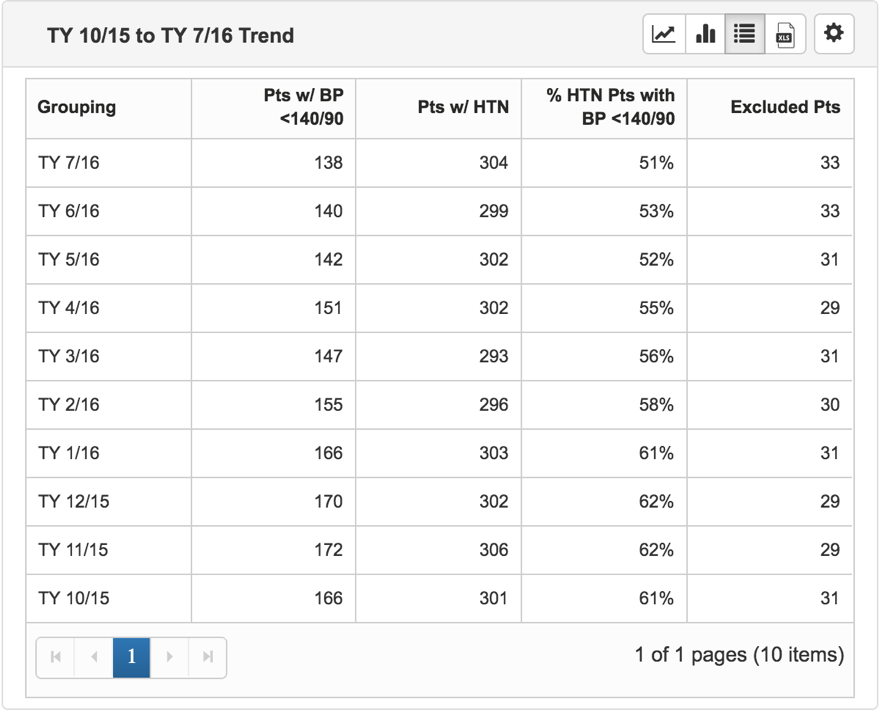 TY 10/15 to TY 7/16 Trend
XLS
Grouping Pts w/ BP <140/90 Pts w/ HTN % HTN Pts with BP <140/90 Excluded Pts
TY 7/16 138 304 51% 33
TY 6/16 140 299 53% 33
TY 5/16 142 302 52% 31
TY 4/16 151 302 55% 29
TY 3/16 147 293 56% 31
TY 2/16 155 296 58% 30
TY 1/16 166 303 61% 31
TY 12/15 170 302 62% 29
TY 11/15 172 306 62% 29
TY 10/15 166 301 61% 31
1 1 of 1 pages (10 items)